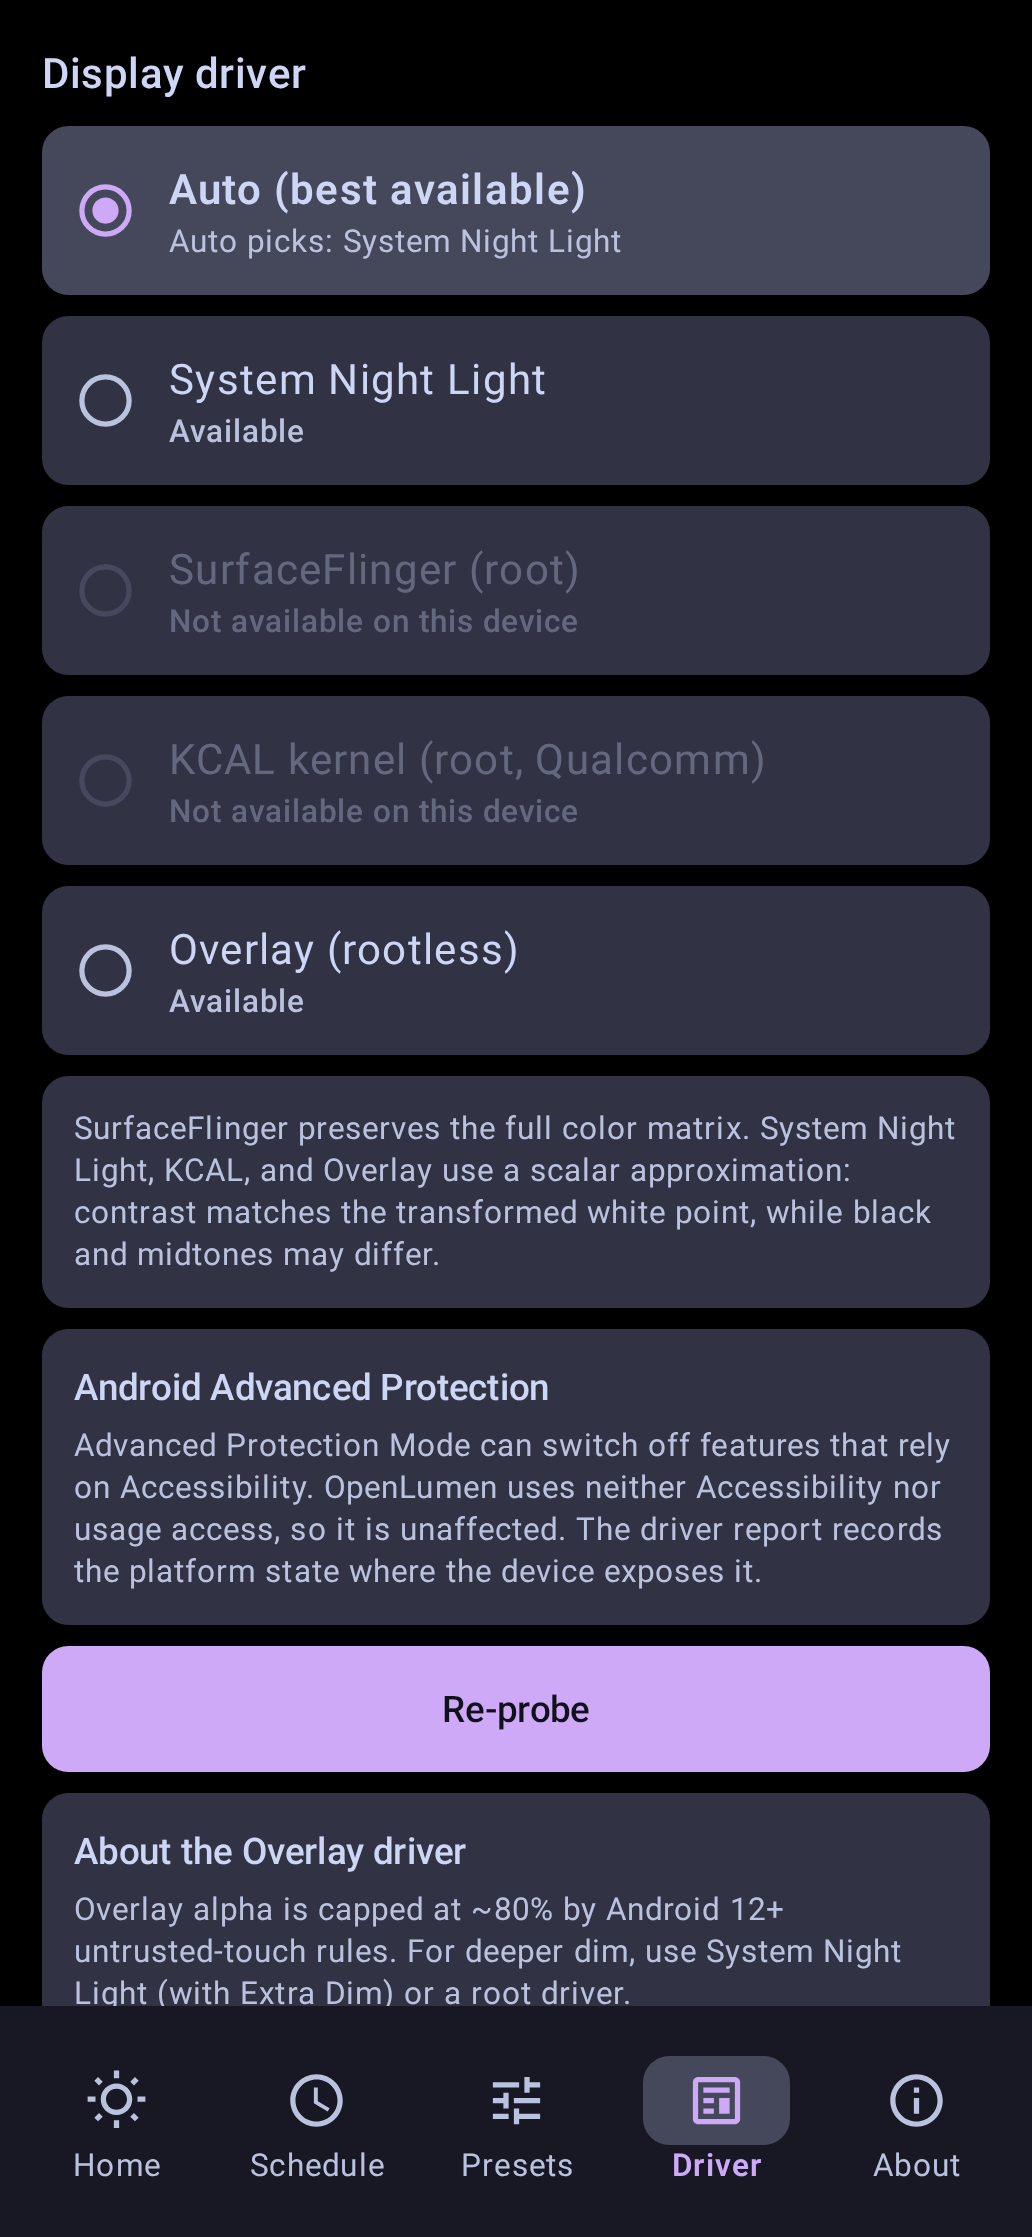 Display driver
Auto (best available)
Auto picks: System Night Light
System Night Light
Available
SurfaceFlinger (root)
Not available on this device
KCAL kernel (root, Qualcomm)
Not available on this device
Overlay (rootless)
Available
SurfaceFlinger preserves the full color matrix. System Night
Light, KCAL, and Overlay use a scalar approximation:
contrast matches the transformed white point, while black
and midtones may differ.
Android Advanced Protection
Advanced Protection Mode can switch off features that rely
on Accessibility. OpenLumen uses neither Accessibility nor
usage access, so it is unaffected. The driver report records
the platform state where the device exposes it.
Re-probe
About the Overlay driver
Overlay alpha is capped at ~80% by Android 12+
untrusted-touch rules. For deeper dim, use System Night
Light (with Extra Dim) or a root driver.
Home
Schedule
Presets
Driver
About